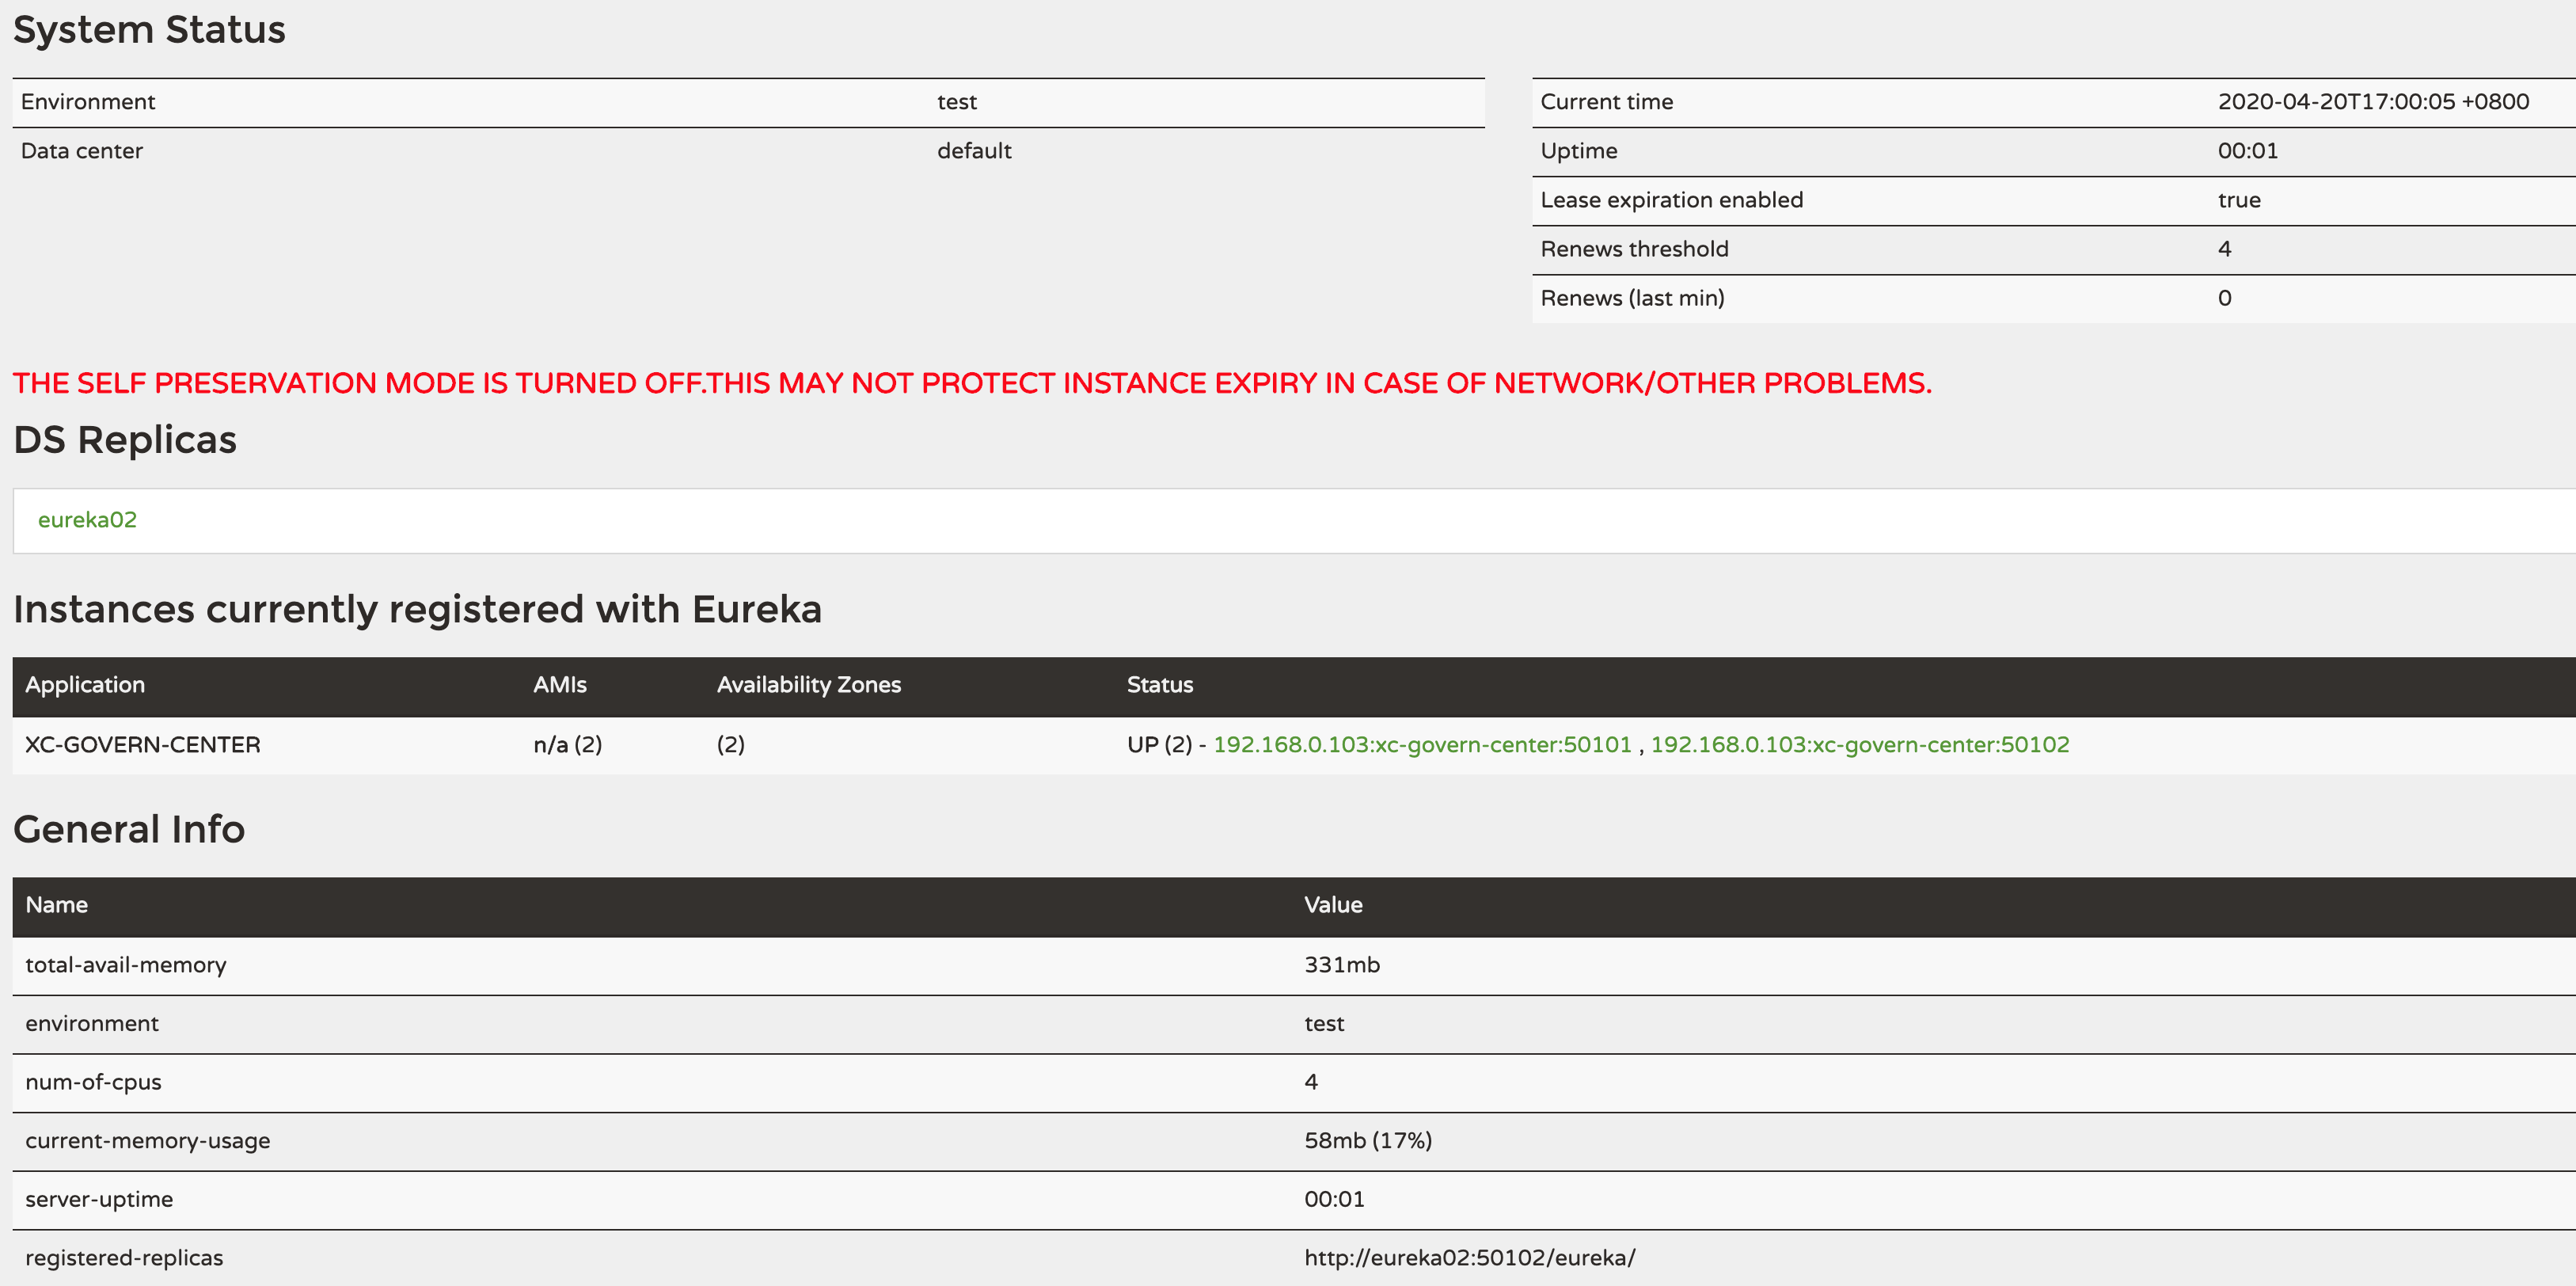 System Status
Environment test
Data center default
Current time 2020-04-20T17:00:05 +0800
Uptime 00:01
Lease expiration enabled true
Renews threshold 4
Renews (last min) 0
THE SELF PRESERVATION MODE IS TURNED OFF.THIS MAY NOT PROTECT INSTANCE EXPIRY IN CASE OF NETWORK/OTHER PROBLEMS.
DS Replicas
eureka02
Instances currently registered with Eureka
Application AMIs Availability Zones Status
XC-GOVERN-CENTER n/a (2) (2) UP (2) - 192.168.0.103:xc-govern-center:50101 , 192.168.0.103:xc-govern-center:50102
General Info
Name Value
total-avail-memory 331mb
environment test
num-of-cpus 4
current-memory-usage 58mb (17%)
server-uptime 00:01
registered-replicas http://eureka02:50102/eureka/